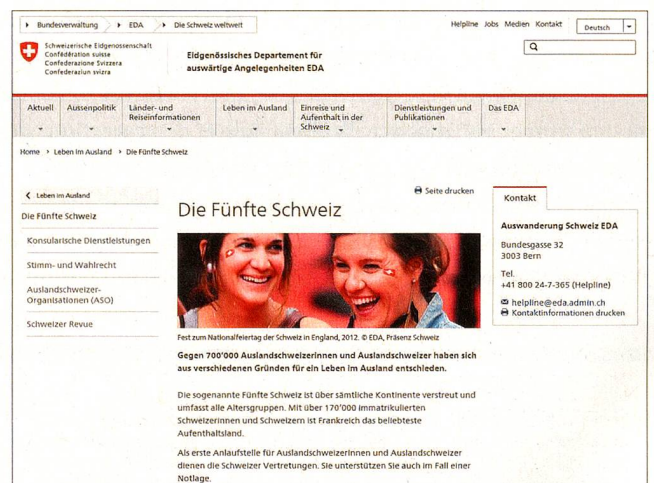 Bundesverwaltung EDA Die Schweiz weltweit
Helpline Jobs Medien Kontakt
Deutsch
Schweizerische Eidgenossenschaft
Confédération suisse
Confederazione Svizzera
Confederaziun svizra
Eidgenössisches Departement für
auswärtige Angelegenheiten EDA
Aktuell
Aussenpolitik
Länder- und
Reiseinformationen
Leben im Ausland
Einreise und
Aufenthalt in der
Schweiz
Dienstleistungen und
Publikationen
Das EDA
Home > Leben im Ausland > Die Fünfte Schweiz
Leben im Ausland
Die Fünfte Schweiz
Konsularische Dienstleistungen
Stimm- und Wahlrecht
Auslandschweizer-
Organisationen (ASO)
Schweizer Revue
Seite drucken
Die Fünfte Schweiz
Fest zum Nationalfeiertag der Schweiz in England, 2012. © EDA, Präsenz Schweiz
Gegen 700'000 Auslandschweizerinnen und Auslandschweizer haben sich
aus verschiedenen Gründen für ein Leben im Ausland entschieden.
Die sogenannte Fünfte Schweiz ist über sämtliche Kontinente verstreut und
umfasst alle Altersgruppen. Mit über 170'000 immatrikulierten
Schweizerinnen und Schweizern ist Frankreich das beliebteste
Aufenthaltsland.
Als erste Anlaufstelle für Auslandschweizerinnen und Auslandschweizer
dienen die Schweizer Vertretungen. Sie unterstützen Sie auch im Fall einer
Notlage.
Kontakt
Auswanderung Schweiz EDA
Bundesgasse 32
3003 Bern
Tel.
+41 800 24-7-365 (Helpline)
helpline@eda.admin.ch
Kontaktinformationen drucken